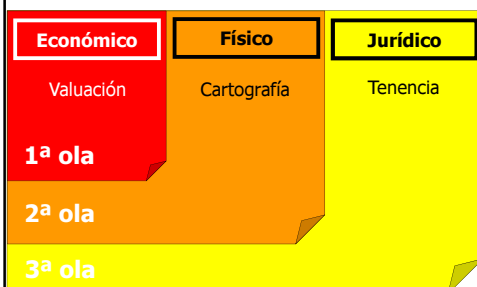 Económico
Físico
Jurídico
Valuación
Cartografía
Tenencia
1ª ola
2ª ola
3ª ola